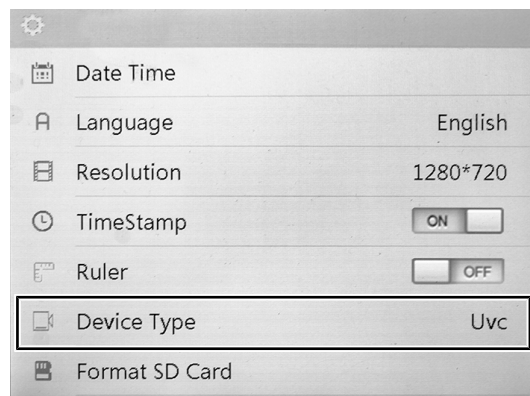 Date Time
Language English
Resolution 1280*720
TimeStamp ON
Ruler OFF
Device Type Uvc
Format SD Card